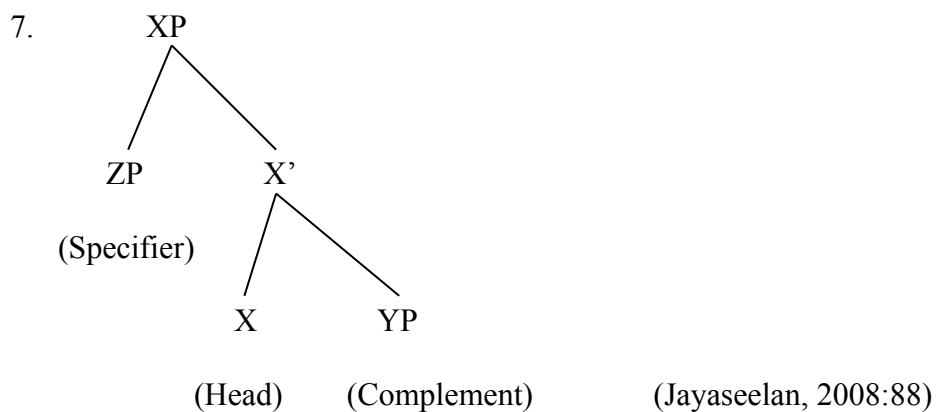 7. XP
ZP X’
(Specifier)
X YP
(Head) (Complement) (Jayaseelan, 2008:88)